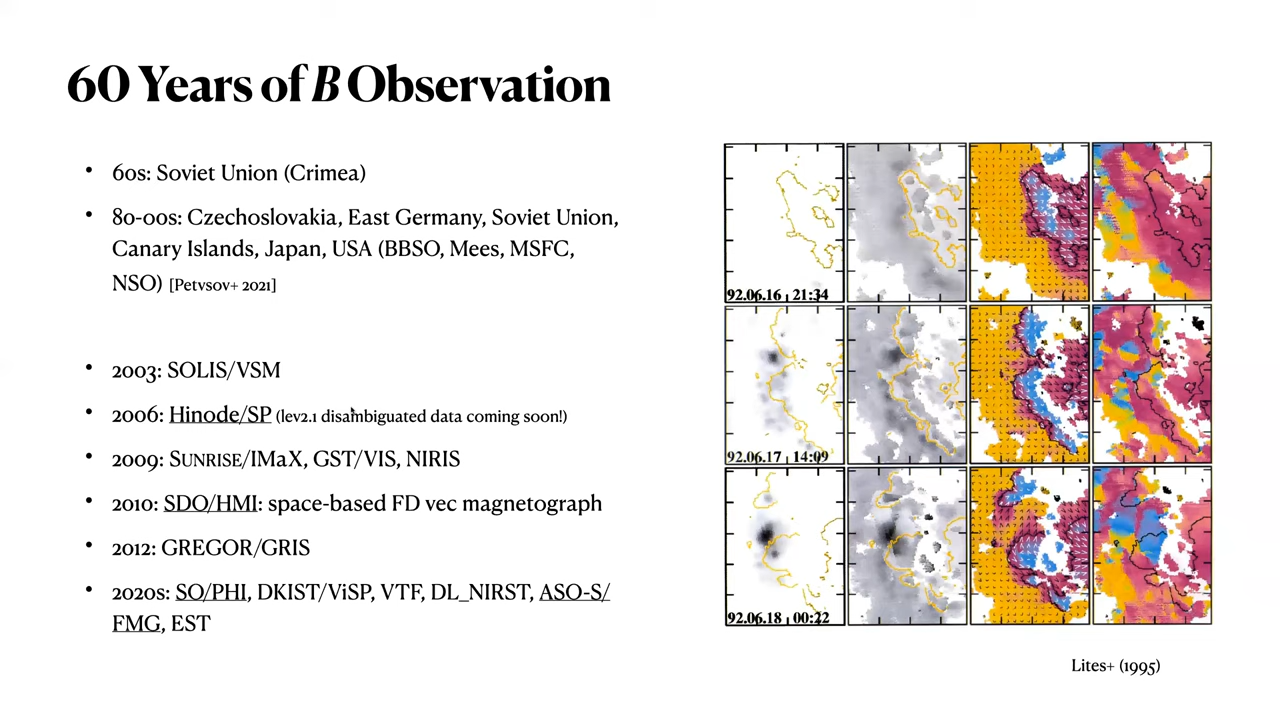 60 Years of B Observation
• 60s: Soviet Union (Crimea)
• 80-00s: Czechoslovakia, East Germany, Soviet Union,
Canary Islands, Japan, USA (BBSO, Mees, MSFC,
NSO) [Petvsov+ 2021]
• 2003: SOLIS/VSM
• 2006: Hinode/SP (lev2.1 disambiguated data coming soon!)
• 2009: SUNRISE/IMaX, GST/VIS, NIRIS
• 2010: SDO/HMI: space-based FD vec magnetograph
• 2012: GREGOR/GRIS
• 2020s: SO/PHI, DKIST/ViSP, VTF, DL_NIRST, ASO-S/
FMG, EST
92.06.16 21:34
92.06.17 14:09
92.06.18 00:22
Lites+ (1995)